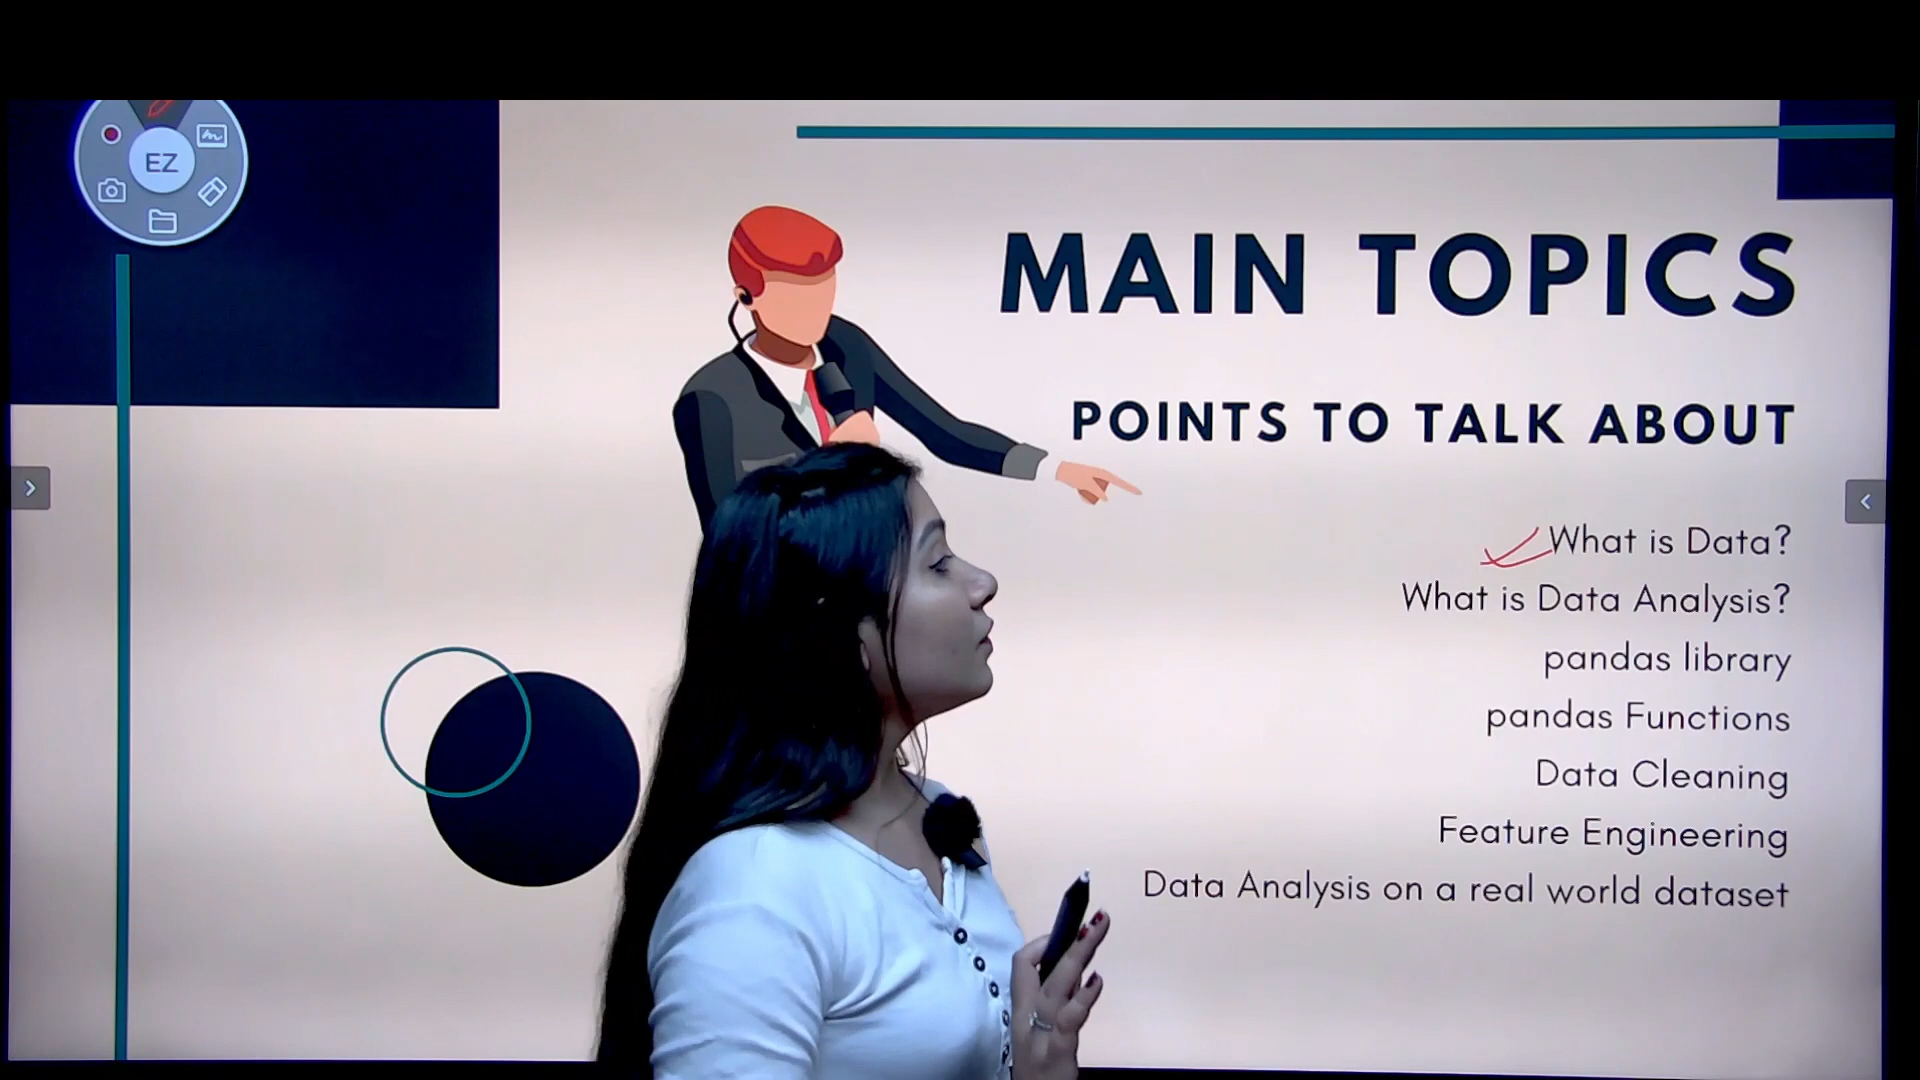 EZ
MAIN TOPICS
POINTS TO TALK ABOUT
What is Data?
What is Data Analysis?
pandas library
pandas Functions
Data Cleaning
Feature Engineering
Data Analysis on a real world dataset